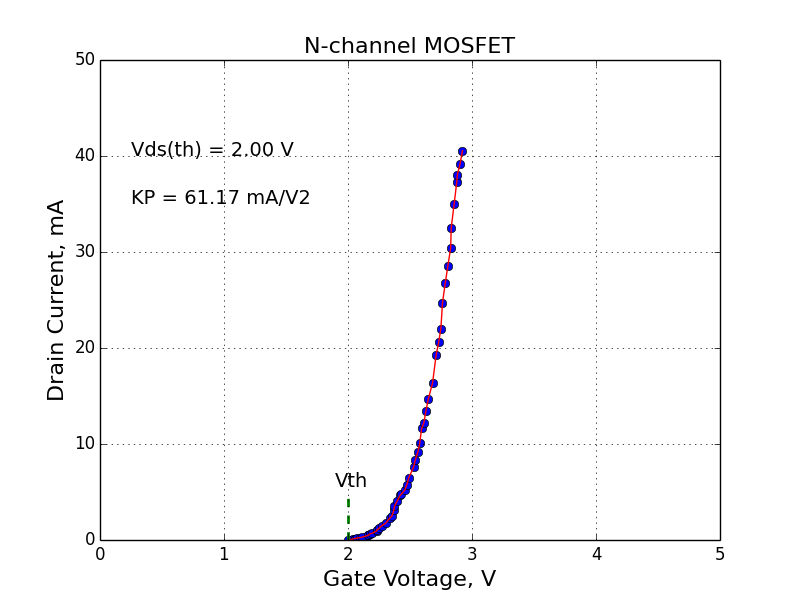 N-channel MOSFET
50
40
30
20
10
0
Drain Current, mA
Vds(th) = 2.00 V
KP = 61.17 mA/V2
Vth
0 1 2 3 4 5
Gate Voltage, V